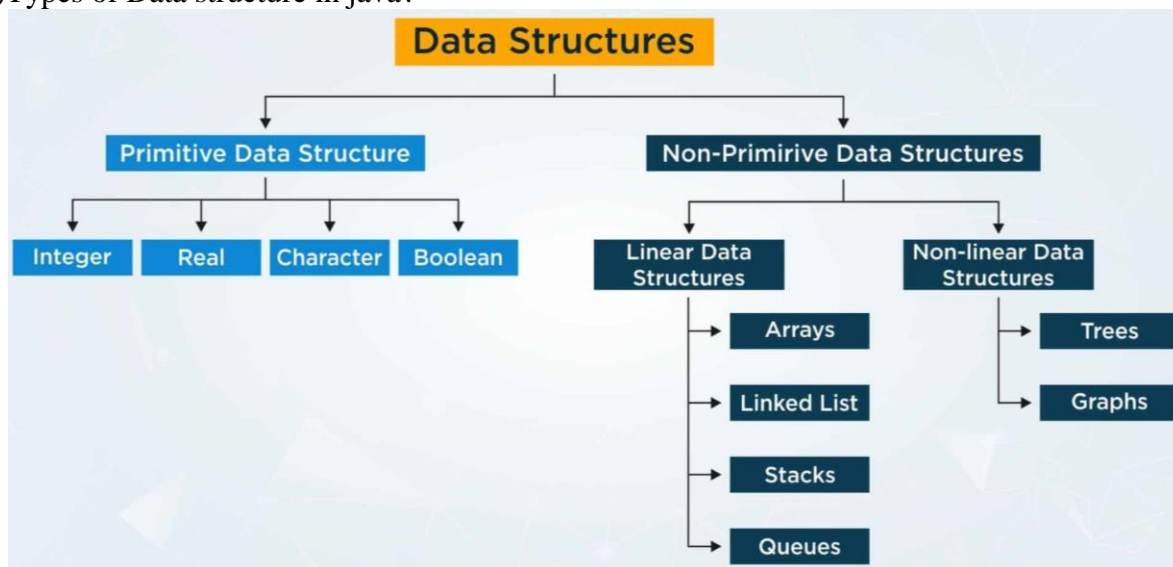 Types of Data structure in java?
Data Structures
Primitive Data Structure
Non-Primirive Data Structures
Integer
Real
Character
Boolean
Linear Data
Structures
Non-linear Data
Structures
Arrays
Trees
Linked List
Graphs
Stacks
Queues